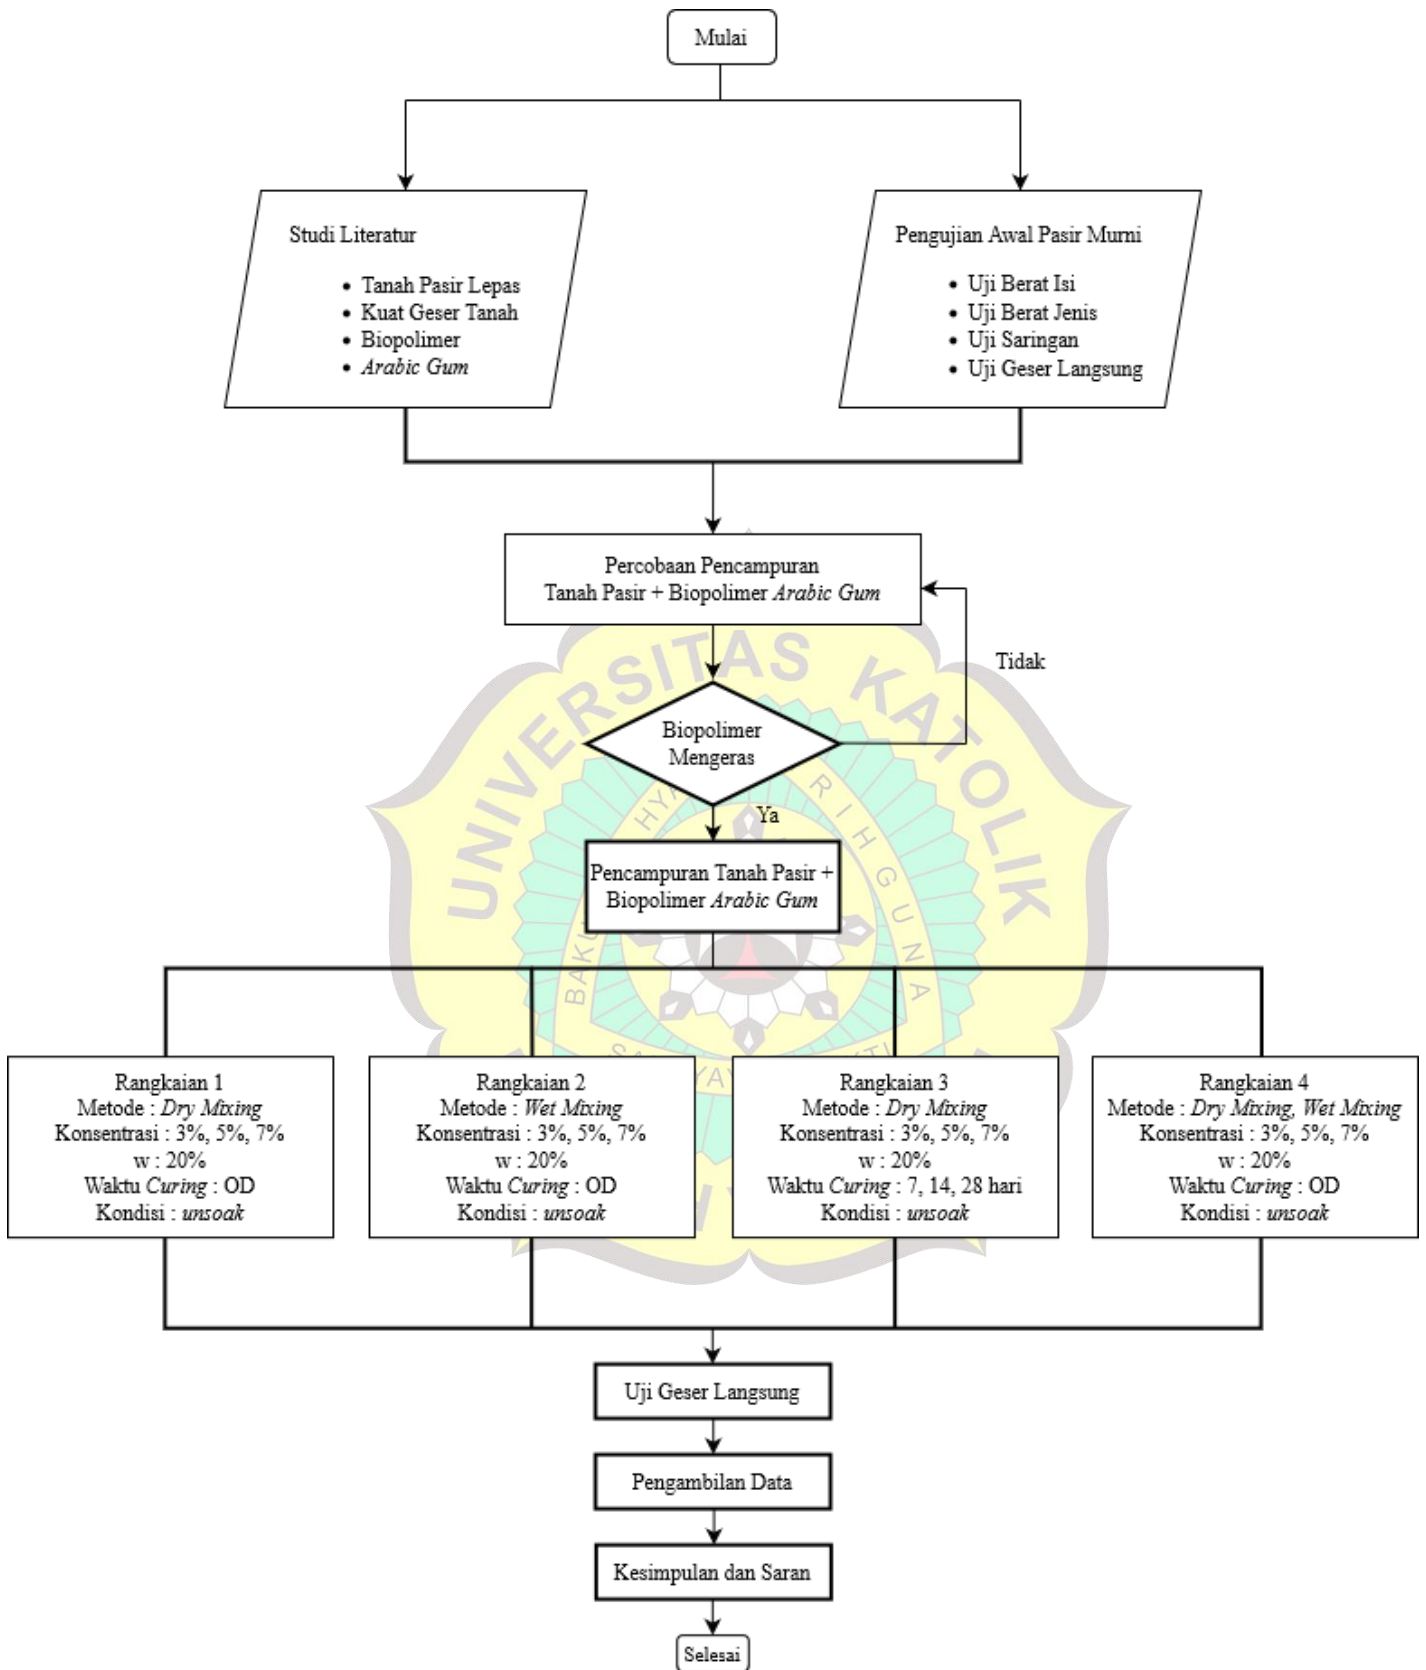 Mulai
Studi Literatur
• Tanah Pasir Lepas
• Kuat Geser Tanah
• Biopolimer
• Arabic Gum
Pengujian Awal Pasir Murni
• Uji Berat Isi
• Uji Berat Jenis
• Uji Saringan
• Uji Geser Langsung
Percobaan Pencampuran
Tanah Pasir + Biopolimer Arabic Gum
Tidak
Biopolimer
Mengeras
Ya
Pencampuran Tanah Pasir +
Biopolimer Arabic Gum
Rangkaian 1
Metode : Dry Mixing
Konsentrasi : 3%, 5%, 7%
w : 20%
Waktu Curing : OD
Kondisi : unsoak
Rangkaian 2
Metode : Wet Mixing
Konsentrasi : 3%, 5%, 7%
w : 20%
Waktu Curing : OD
Kondisi : unsoak
Rangkaian 3
Metode : Dry Mixing
Konsentrasi : 3%, 5%, 7%
w : 20%
Waktu Curing : 7, 14, 28 hari
Kondisi : unsoak
Rangkaian 4
Metode : Dry Mixing, Wet Mixing
Konsentrasi : 3%, 5%, 7%
w : 20%
Waktu Curing : OD
Kondisi : unsoak
Uji Geser Langsung
Pengambilan Data
Kesimpulan dan Saran
Selesai
UNIVERSITAS KATOLIK